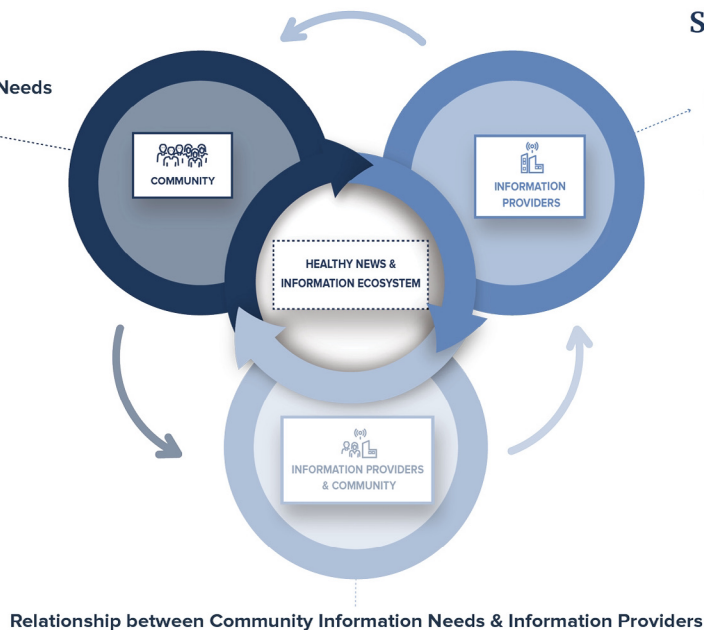 S
Needs
COMMUNITY
INFORMATION
PROVIDERS
HEALTHY NEWS &
INFORMATION ECOSYSTEM
INFORMATION PROVIDERS
& COMMUNITY
Relationship between Community Information Needs & Information Providers